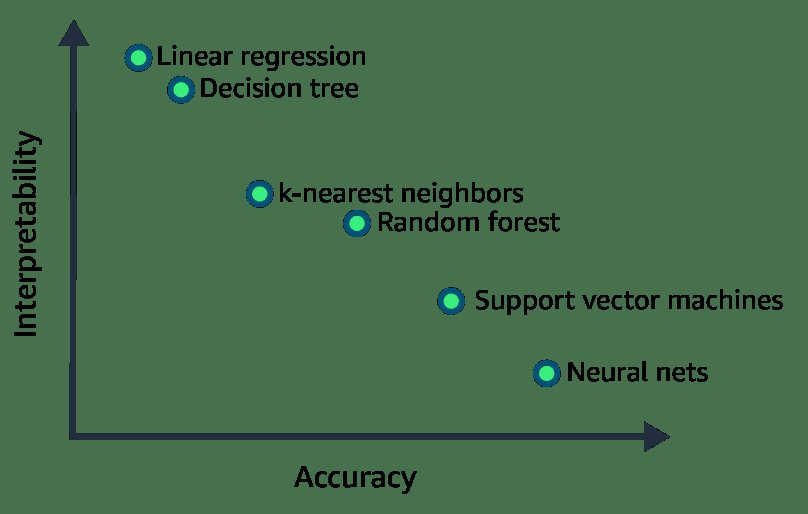 Linear regression
Decision tree
Interpretability
k-nearest neighbors
Random forest
Support vector machines
Neural nets
Accuracy